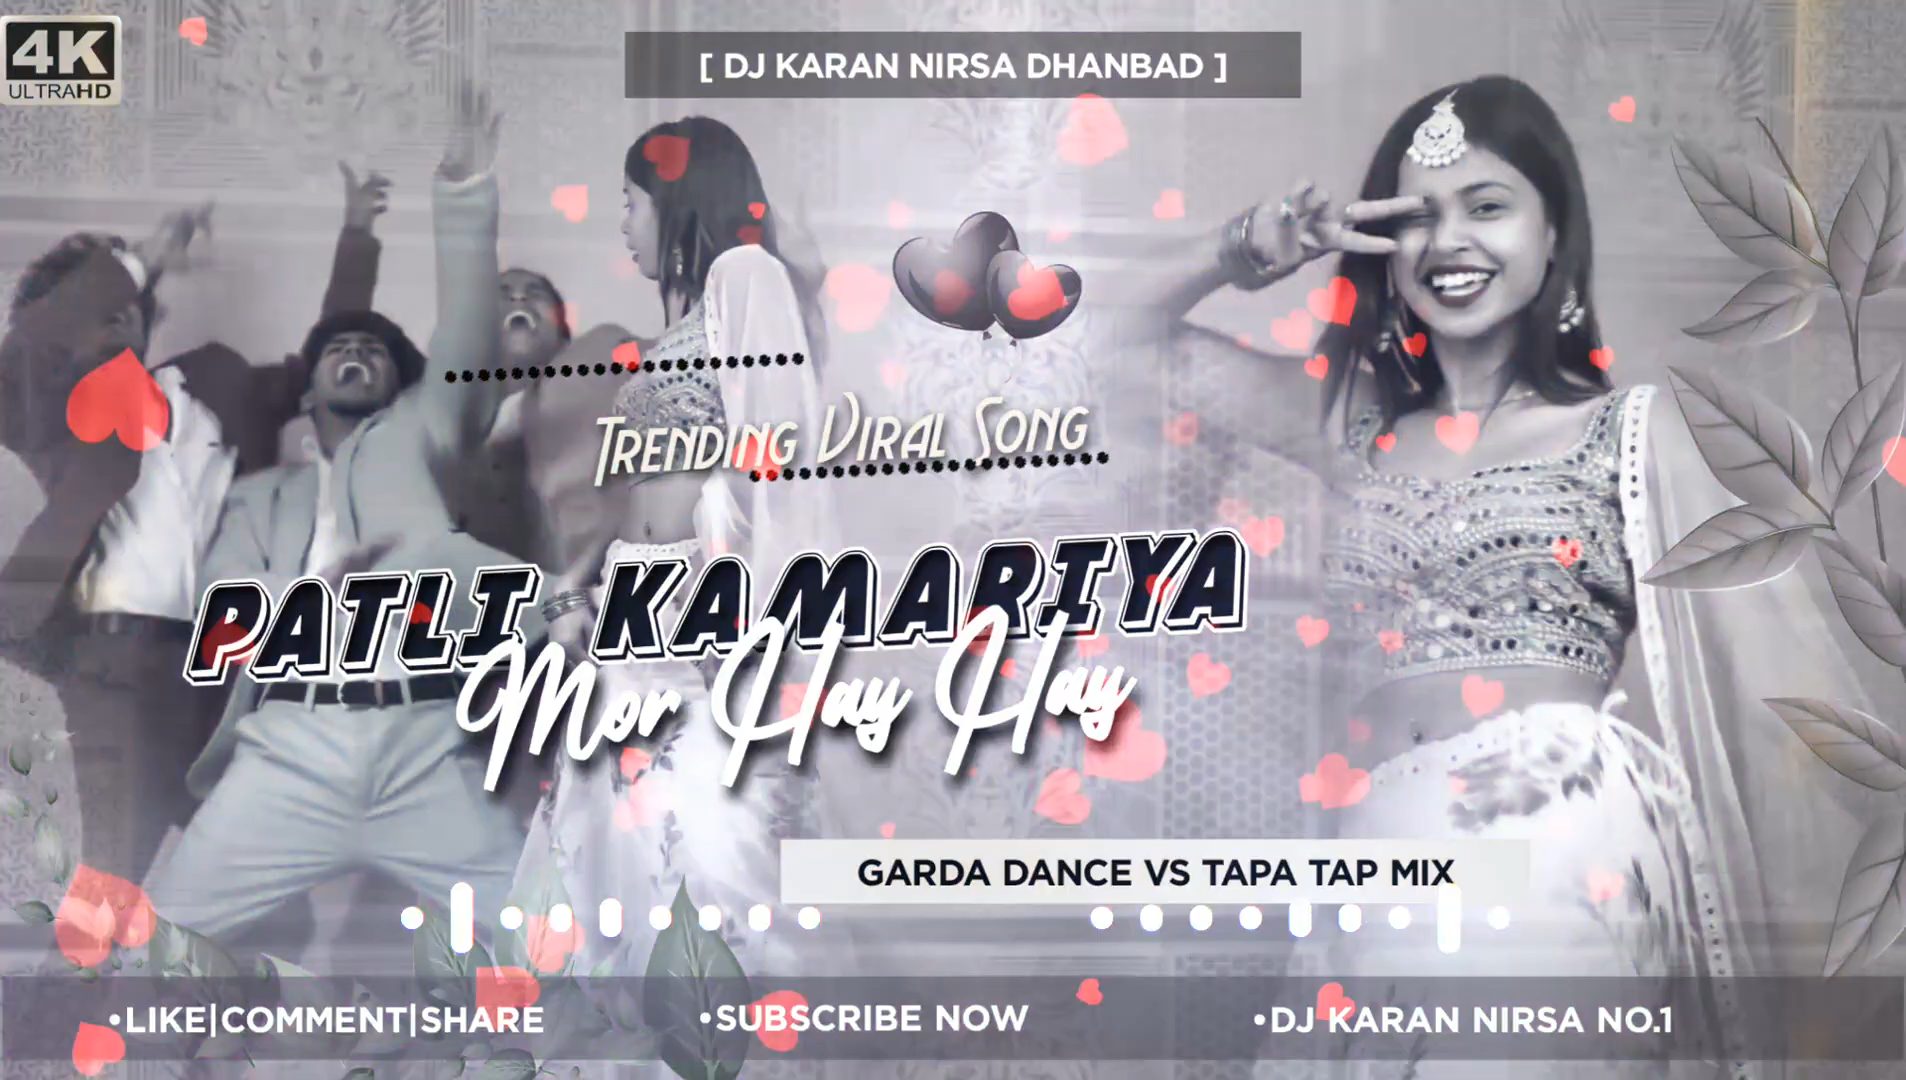 4K
ULTRAHD
[ DJ KARAN NIRSA DHANBAD ]
TRENDING VIRAL SONG
PATLI KAMARIYA
Mor Hay Hay
GARDA DANCE VS TAPA TAP MIX
•LIKE|COMMENT|SHARE
•SUBSCRIBE NOW
•DJ KARAN NIRSA NO.1